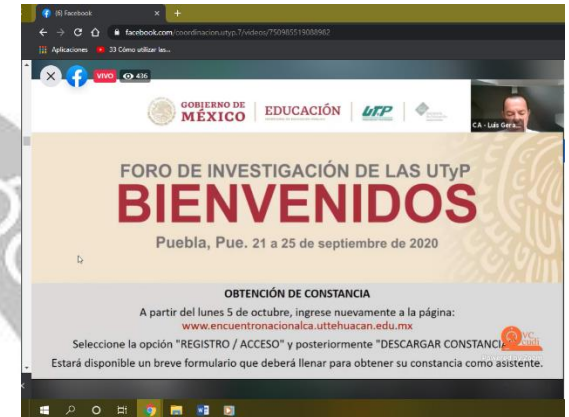 (6) Facebook
facebook.com/coordinacion.utyp.7/videos/750985519088982
Aplicaciones 33 Cómo utilizar las...
VIVO 436
GOBIERNO DE MÉXICO
EDUCACIÓN
UTP
CA - Luis Gera...
FORO DE INVESTIGACIÓN DE LAS UTyP
BIENVENIDOS
Puebla, Pue. 21 a 25 de septiembre de 2020
OBTENCIÓN DE CONSTANCIA
A partir del lunes 5 de octubre, ingrese nuevamente a la página:
www.encuentronacionalca.uttehuacan.edu.mx
Seleccione la opción "REGISTRO / ACCESO" y posteriormente "DESCARGAR CONSTANCIA
Estará disponible un breve formulario que deberá llenar para obtener su constancia como asistente.